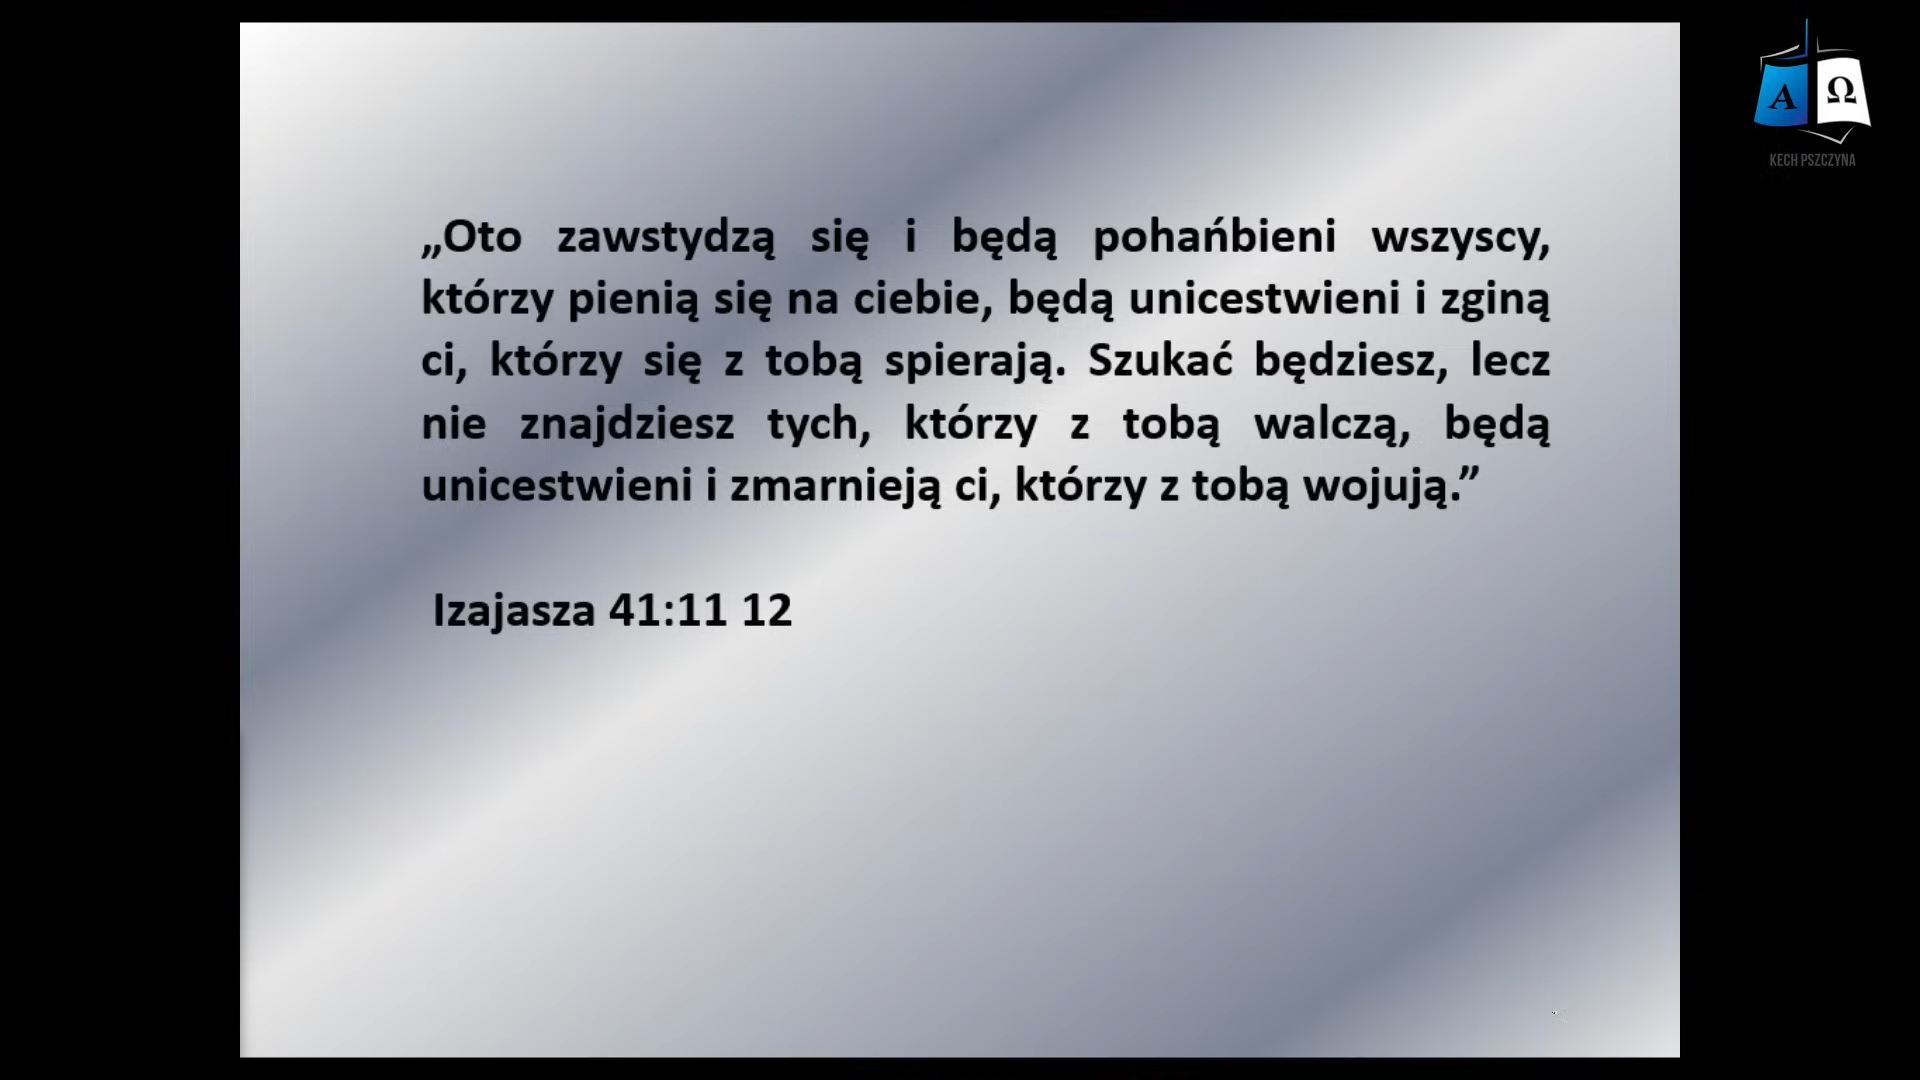 A Ω
KECH PSZCZYNA
„Oto zawstydzą się i będą pohańbieni wszyscy,
którzy pienią się na ciebie, będą unicestwieni i zginą
ci, którzy się z tobą spierają. Szukać będziesz, lecz
nie znajdziesz tych, którzy z tobą walczą, będą
unicestwieni i zmarnieją ci, którzy z tobą wojują.”
Izajasza 41:11 12